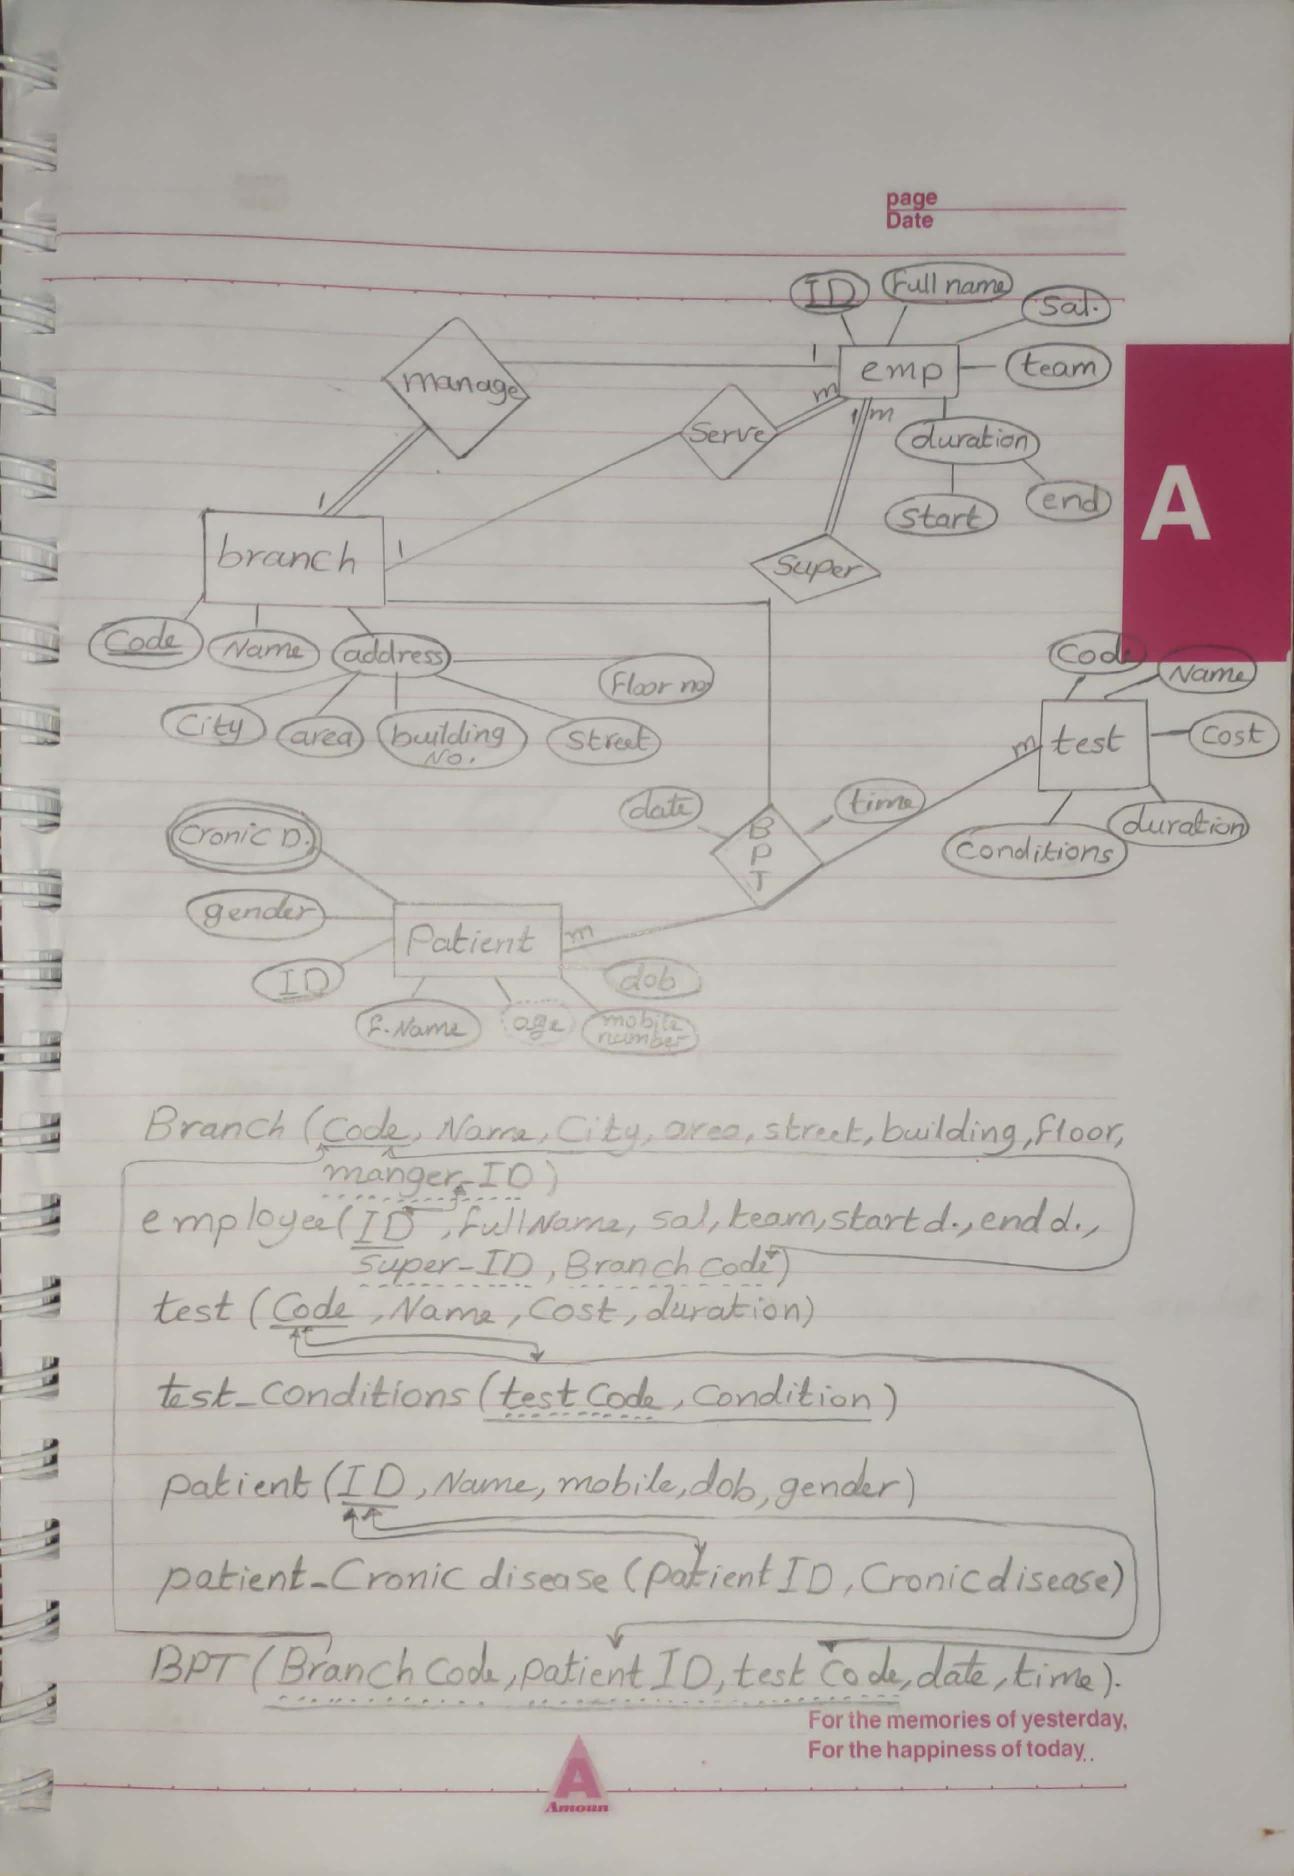 page
Date
ID
Full name
Sal.
manage
1
emp
team
m
1
m
Serve
duration
start
end
1
branch
1
Super
A
Code
Name
address
Floor no
Code
Name
City
area
building
No.
street
m
test
Cost
date
time
Cronic D.
B
P
T
duration
Conditions
gender
Patient
m
ID
dob
f.Name
age
mobile
number
Branch (Code, Name, City, area, street, building, floor,
manger-ID)
employee(ID, fullName, sal, team, start d., end d.,
super-ID, Branch Code)
test (Code, Name, Cost, duration)
test_Conditions (test Code, Condition)
patient (ID, Name, mobile, dob, gender)
patient_Cronic disease (patient ID, Cronic disease)
BPT (Branch Code, patient ID, test Code, date, time).
For the memories of yesterday,
For the happiness of today..
A
Amoun